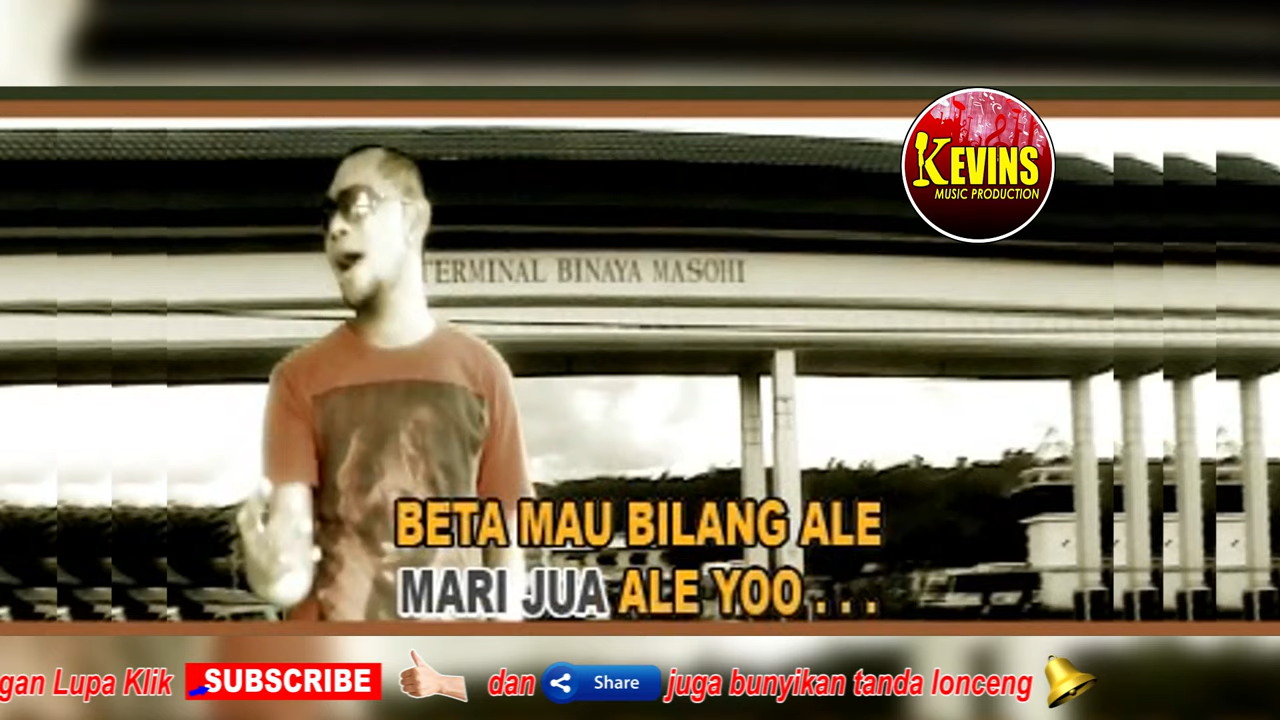 KEVINS
MUSIC PRODUCTION
TERMINAL BINAYA MASOHI
BETA MAU BILANG ALE
MARI JUA ALE YOO . . .
gan Lupa Klik SUBSCRIBE dan Share juga bunyikan tanda lonceng